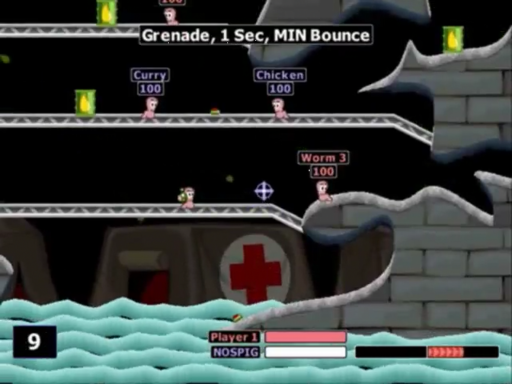 100
Grenade, 1 Sec, MIN Bounce
Curry
100
Chicken
100
Worm 3
100
9
Player 1
NOSPIG